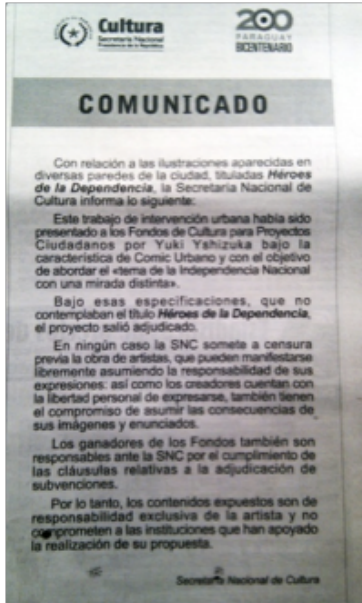 Cultura
Secretaría Nacional
Presidencia de la República
200
PARAGUAY
BICENTENARIO
COMUNICADO
Con relación a las ilustraciones aparecidas en
diversas paredes de la ciudad, tituladas Héroes
de la Dependencia, la Secretaría Nacional de
Cultura informa lo siguiente:
Este trabajo de intervención urbana había sido
presentado a los Fondos de Cultura para Proyectos
Ciudadanos por Yuki Yshizuka bajo la
característica de Comic Urbano y con el objetivo
de abordar el «tema de la Independencia Nacional
con una mirada distinta».
Bajo esas especificaciones, que no
contemplaban el título Héroes de la Dependencia,
el proyecto salió adjudicado.
En ningún caso la SNC somete a censura
previa la obra de artistas, que pueden manifestarse
libremente asumiendo la responsabilidad de sus
expresiones: así como los creadores cuentan con
la libertad personal de expresarse, también tienen
el compromiso de asumir las consecuencias de
sus imágenes y enunciados.
Los ganadores de los Fondos también son
responsables ante la SNC por el cumplimiento de
las cláusulas relativas a la adjudicación de
subvenciones.
Por lo tanto, los contenidos expuestos son de
responsabilidad exclusiva de la artista y no
comprometen a las instituciones que han apoyado
la realización de su propuesta.
Secretaría Nacional de Cultura